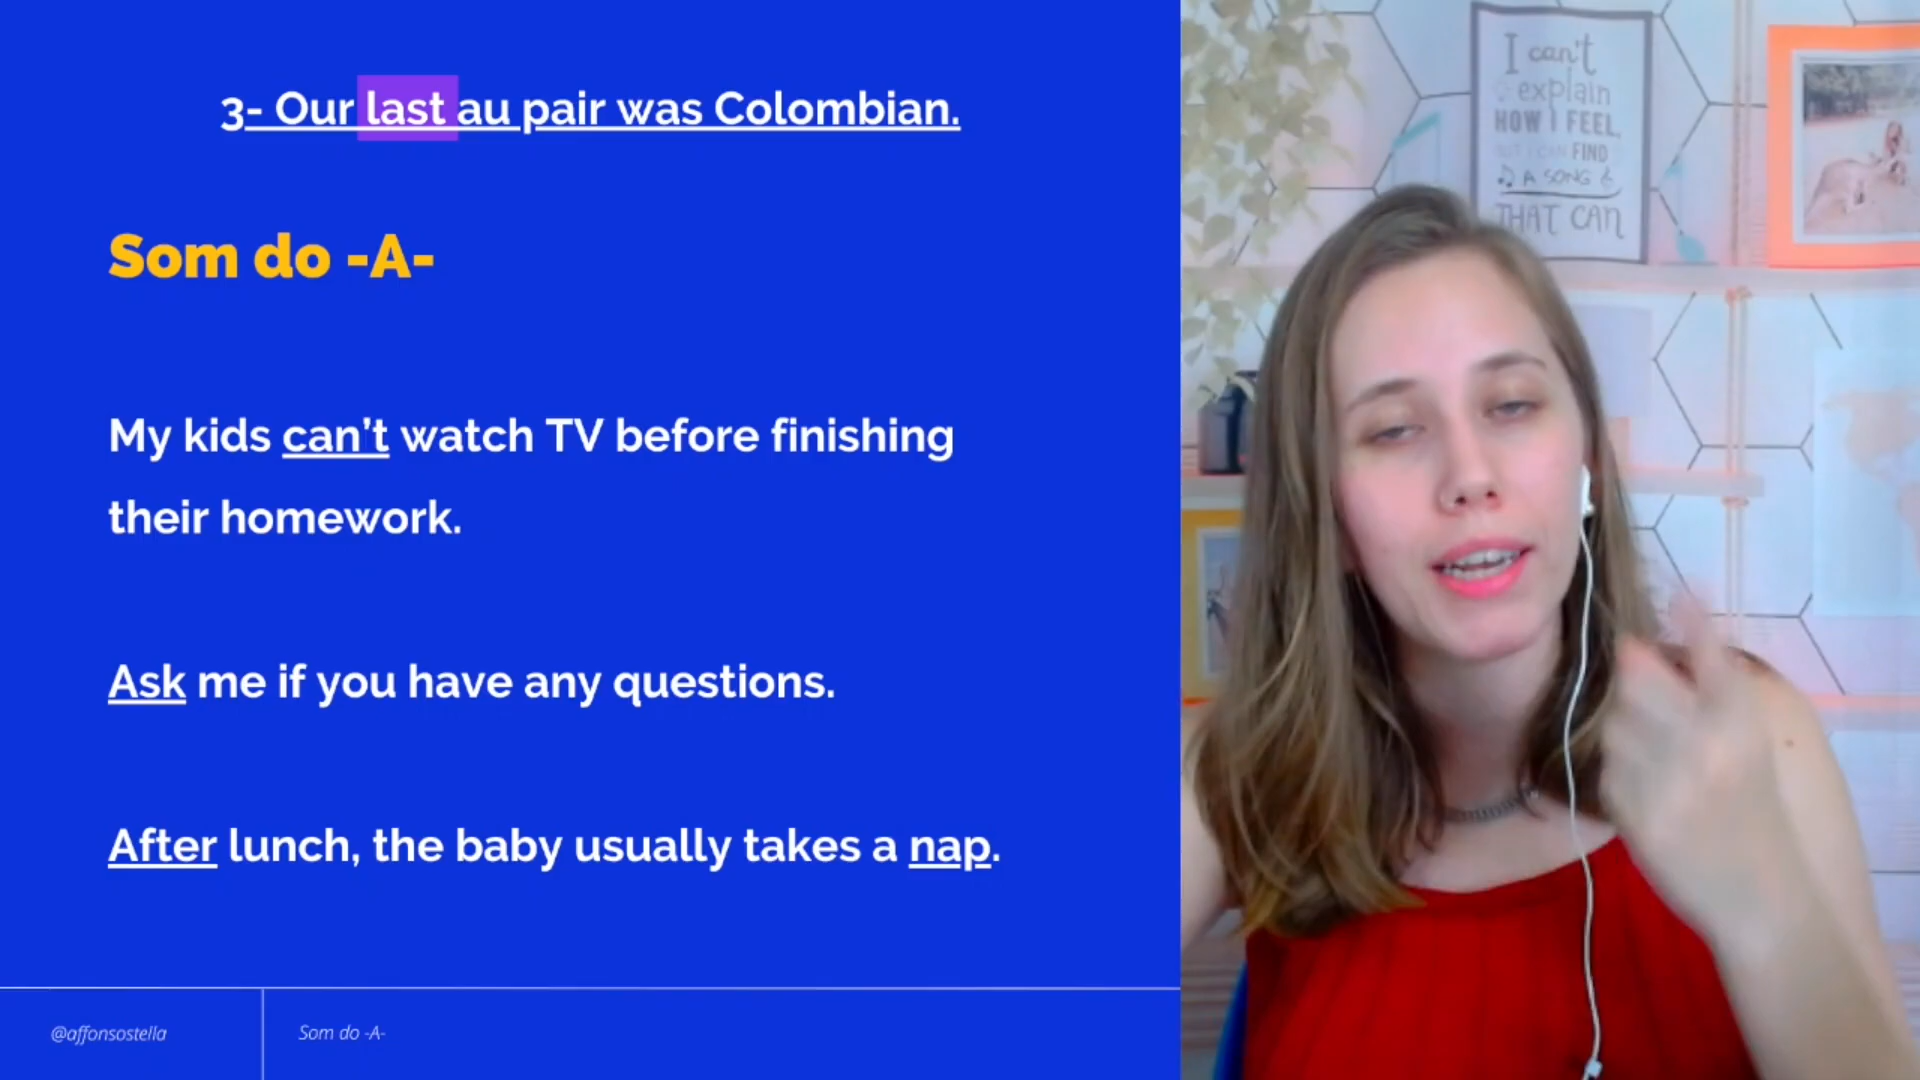 3- Our last au pair was Colombian.
Som do -A-
My kids can't watch TV before finishing
their homework.
Ask me if you have any questions.
After lunch, the baby usually takes a nap.
@affonsostella
Som do -A-
I can't
explain
HOW I FEEL,
BUT I CAN FIND
A SONG
THAT CAN